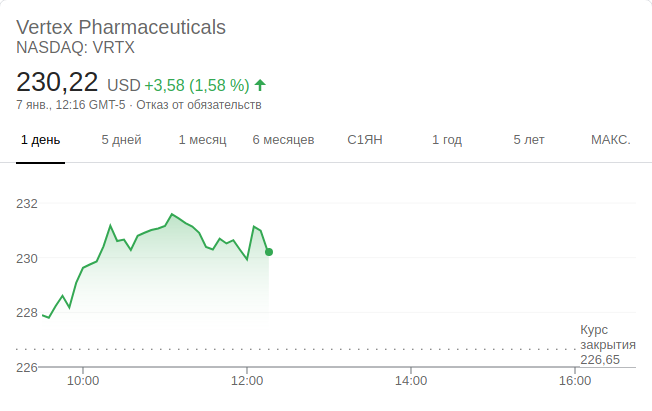 Vertex Pharmaceuticals
NASDAQ: VRTX
230,22 USD +3,58 (1,58 %)
7 янв., 12:16 GMT-5 · Отказ от обязательств
1 день 5 дней 1 месяц 6 месяцев С1ЯН 1 год 5 лет МАКС.
232
230
228
Курс
закрытия
226,65
226
10:00 12:00 14:00 16:00